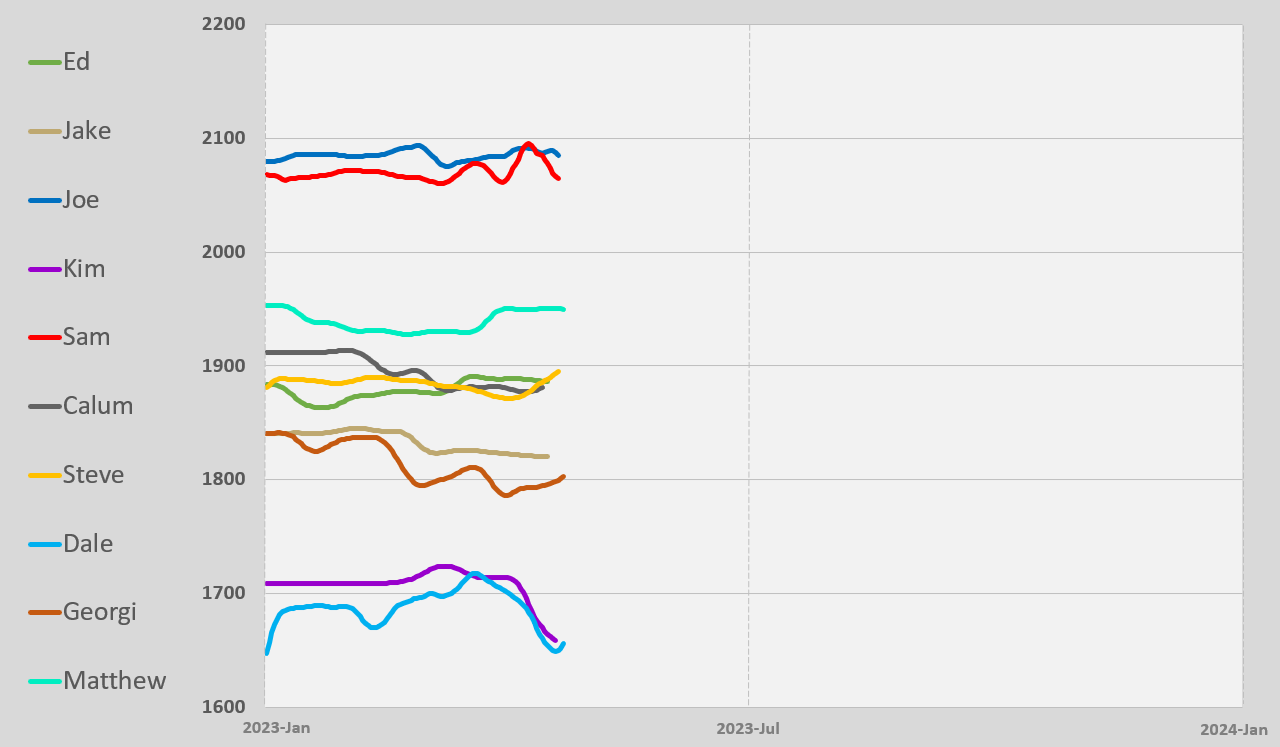 Ed
Jake
Joe
Kim
Sam
Calum
Steve
Dale
Georgi
Matthew
2200
2100
2000
1900
1800
1700
1600
2023-Jan
2023-Jul
2024-Jan